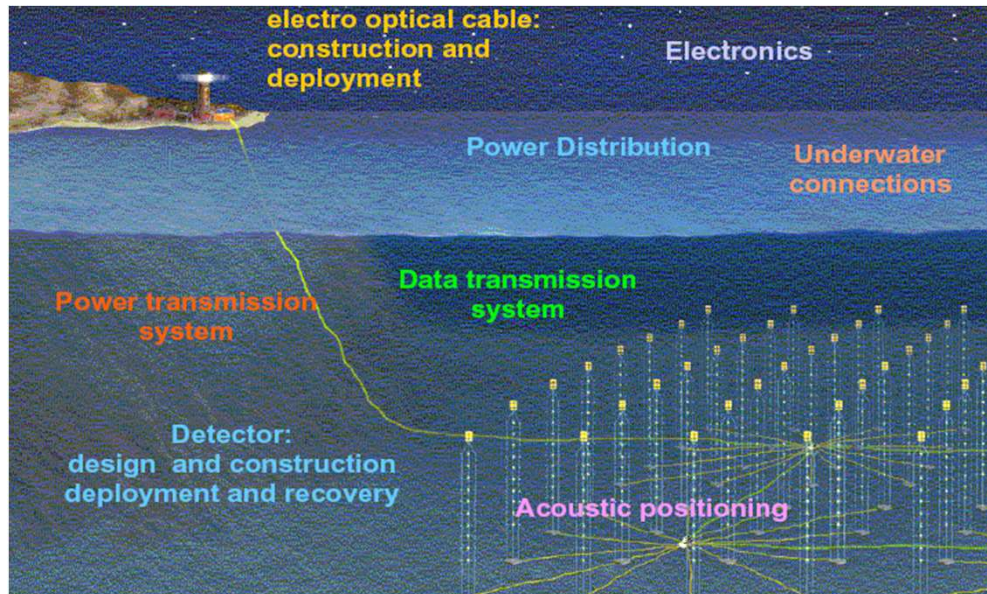 electro optical cable:
construction and
deployment
Electronics
Power Distribution
Underwater
connections
Data transmission
system
Power transmission
system
Detector:
design and construction
deployment and recovery
Acoustic positioning